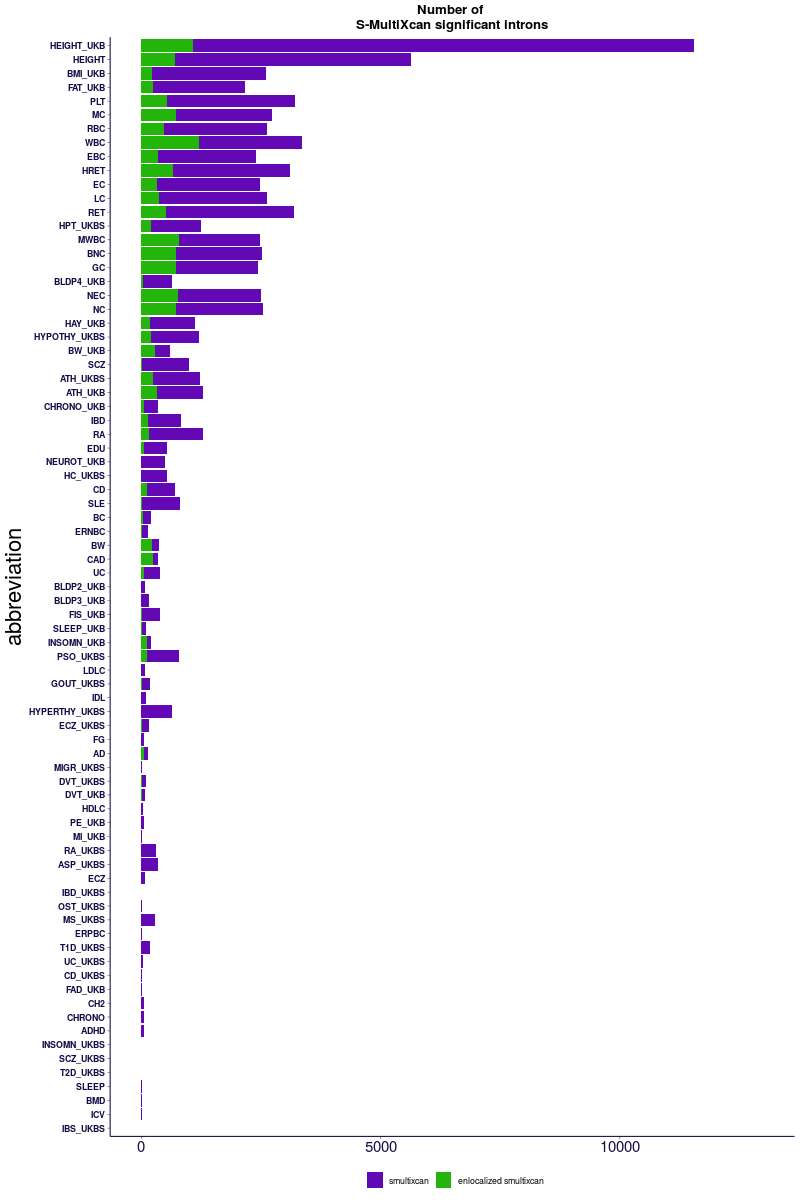 Number of
S-MultiXcan significant introns
HEIGHT_UKB
HEIGHT
BMI_UKB
FAT_UKB
PLT
MC
RBC
WBC
EBC
HRET
EC
LC
RET
HPT_UKBS
MWBC
BNC
GC
BLDP4_UKB
NEC
NC
HAY_UKB
HYPOTHY_UKBS
BW_UKB
SCZ
ATH_UKBS
ATH_UKB
CHRONO_UKB
IBD
RA
EDU
NEUROT_UKB
HC_UKBS
CD
SLE
BC
ERNBC
BW
CAD
UC
BLDP2_UKB
BLDP3_UKB
FIS_UKB
SLEEP_UKB
INSOMN_UKB
PSO_UKBS
LDLC
GOUT_UKBS
IDL
HYPERTHY_UKBS
ECZ_UKBS
FG
AD
MIGR_UKBS
DVT_UKBS
DVT_UKB
HDLC
PE_UKB
MI_UKB
RA_UKBS
ASP_UKBS
ECZ
IBD_UKBS
OST_UKBS
MS_UKBS
ERPBC
T1D_UKBS
UC_UKBS
CD_UKBS
FAD_UKB
CH2
CHRONO
ADHD
INSOMN_UKBS
SCZ_UKBS
T2D_UKBS
SLEEP
BMD
ICV
IBS_UKBS
abbreviation
0 5000 10000
smultixcan enlocalized smultixcan